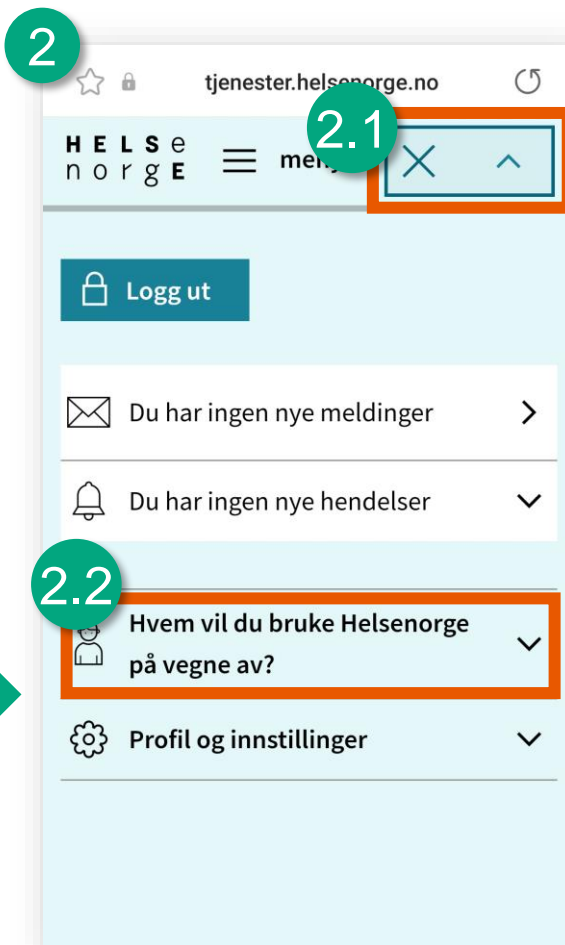 2
tjenester.helsenorge.no
2.1
HELSe
norgE
Logg ut
Du har ingen nye meldinger
Du har ingen nye hendelser
2.2
Hvem vil du bruke Helsenorge
på vegne av?
Profil og innstillinger